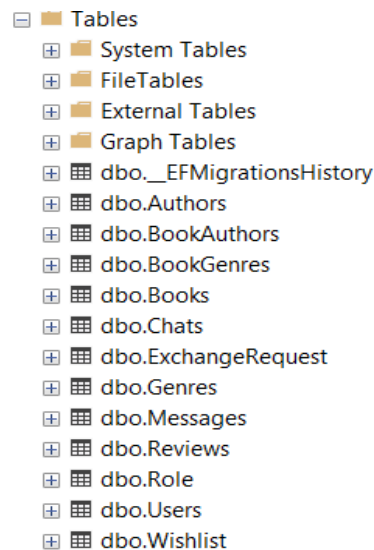 Tables
System Tables
FileTables
External Tables
Graph Tables
dbo.__EFMigrationsHistory
dbo.Authors
dbo.BookAuthors
dbo.BookGenres
dbo.Books
dbo.Chats
dbo.ExchangeRequest
dbo.Genres
dbo.Messages
dbo.Reviews
dbo.Role
dbo.Users
dbo.Wishlist